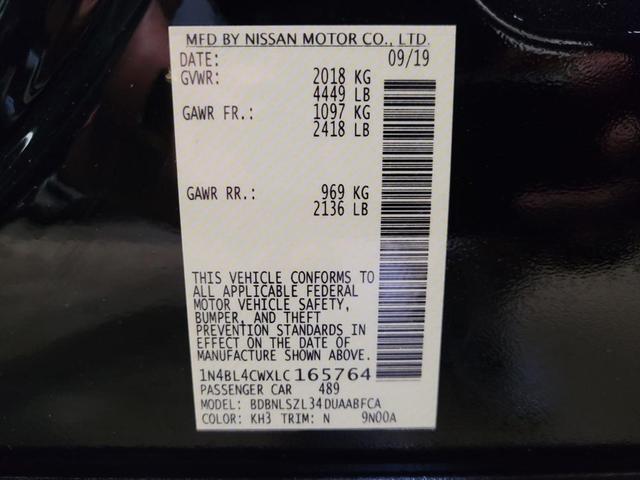 MFD BY NISSAN MOTOR CO., LTD.
DATE: 09/19
GVWR: 2018 KG
4449 LB
GAWR FR.: 1097 KG
2418 LB
GAWR RR.: 969 KG
2136 LB
THIS VEHICLE CONFORMS TO
ALL APPLICABLE FEDERAL
MOTOR VEHICLE SAFETY,
BUMPER, AND THEFT
PREVENTION STANDARDS IN
EFFECT ON THE DATE OF
MANUFACTURE SHOWN ABOVE.
1N4BL4CWXLC165764
PASSENGER CAR 489
MODEL: BDBNLSZL34DUAABFCA
COLOR: KH3 TRIM: N 9N00A